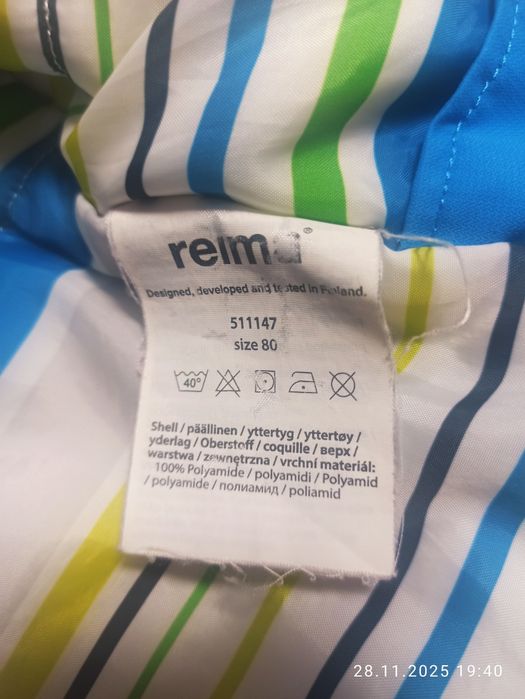 reima®
Designed, developed and tested in Finland.
511147
size 80
40°
Shell / päällinen / yttertyg / yttertøy /
yderlag / Oberstoff / coquille / верх /
warstwa / zewnętrzna / vrchní materiál:
100% Polyamide / polyamidi / Polyamid
/ polyamide / полиамид / poliamid
28.11.2025 19:40